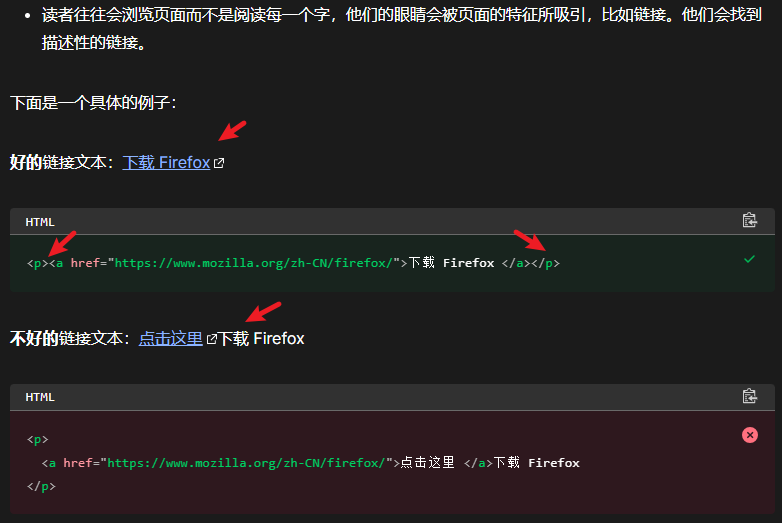 读者往往会浏览页面而不是阅读每一个字，他们的眼睛会被页面的特征所吸引，比如链接。他们会找到
描述性的链接。
下面是一个具体的例子：
好的链接文本：下载 Firefox
HTML
<p><a href="https://www.mozilla.org/zh-CN/firefox/">下载 Firefox </a></p>
不好的链接文本：点击这里下载 Firefox
HTML
<p>
<a href="https://www.mozilla.org/zh-CN/firefox/">点击这里 </a>下载 Firefox
</p>